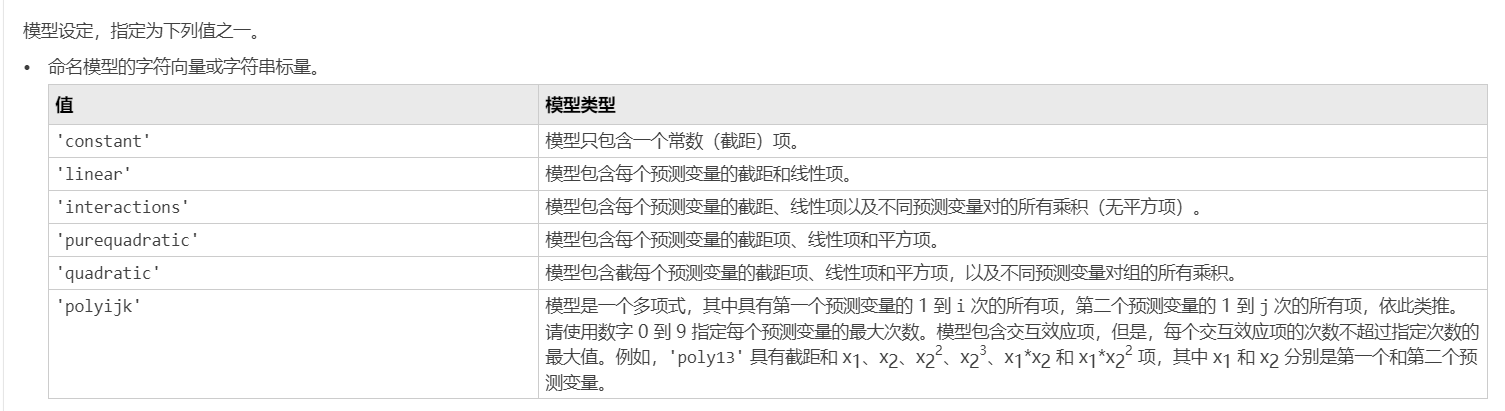 模型设定，指定为下列值之一。
• 命名模型的字符向量或字符串标量。
值 模型类型
'constant' 模型只包含一个常数（截距）项。
'linear' 模型包含每个预测变量的截距和线性项。
'interactions' 模型包含每个预测变量的截距、线性项以及不同预测变量对的所有乘积（无平方项）。
'purequadratic' 模型包含每个预测变量的截距项、线性项和平方项。
'quadratic' 模型包含截每个预测变量的截距项、线性项和平方项，以及不同预测变量对组的所有乘积。
'polyijk' 模型是一个多项式，其中具有第一个预测变量的 1 到 i 次的所有项，第二个预测变量的 1 到 j 次的所有项，依此类推。
请使用数字 0 到 9 指定每个预测变量的最大次数。模型包含交互效应项，但是，每个交互效应项的次数不超过指定次数的
最大值。例如，'poly13' 具有截距和 x₁、x₂、x₂²、x₂³、x₁*x₂ 和 x₁*x₂² 项，其中 x₁ 和 x₂ 分别是第一个和第二个预
测变量。